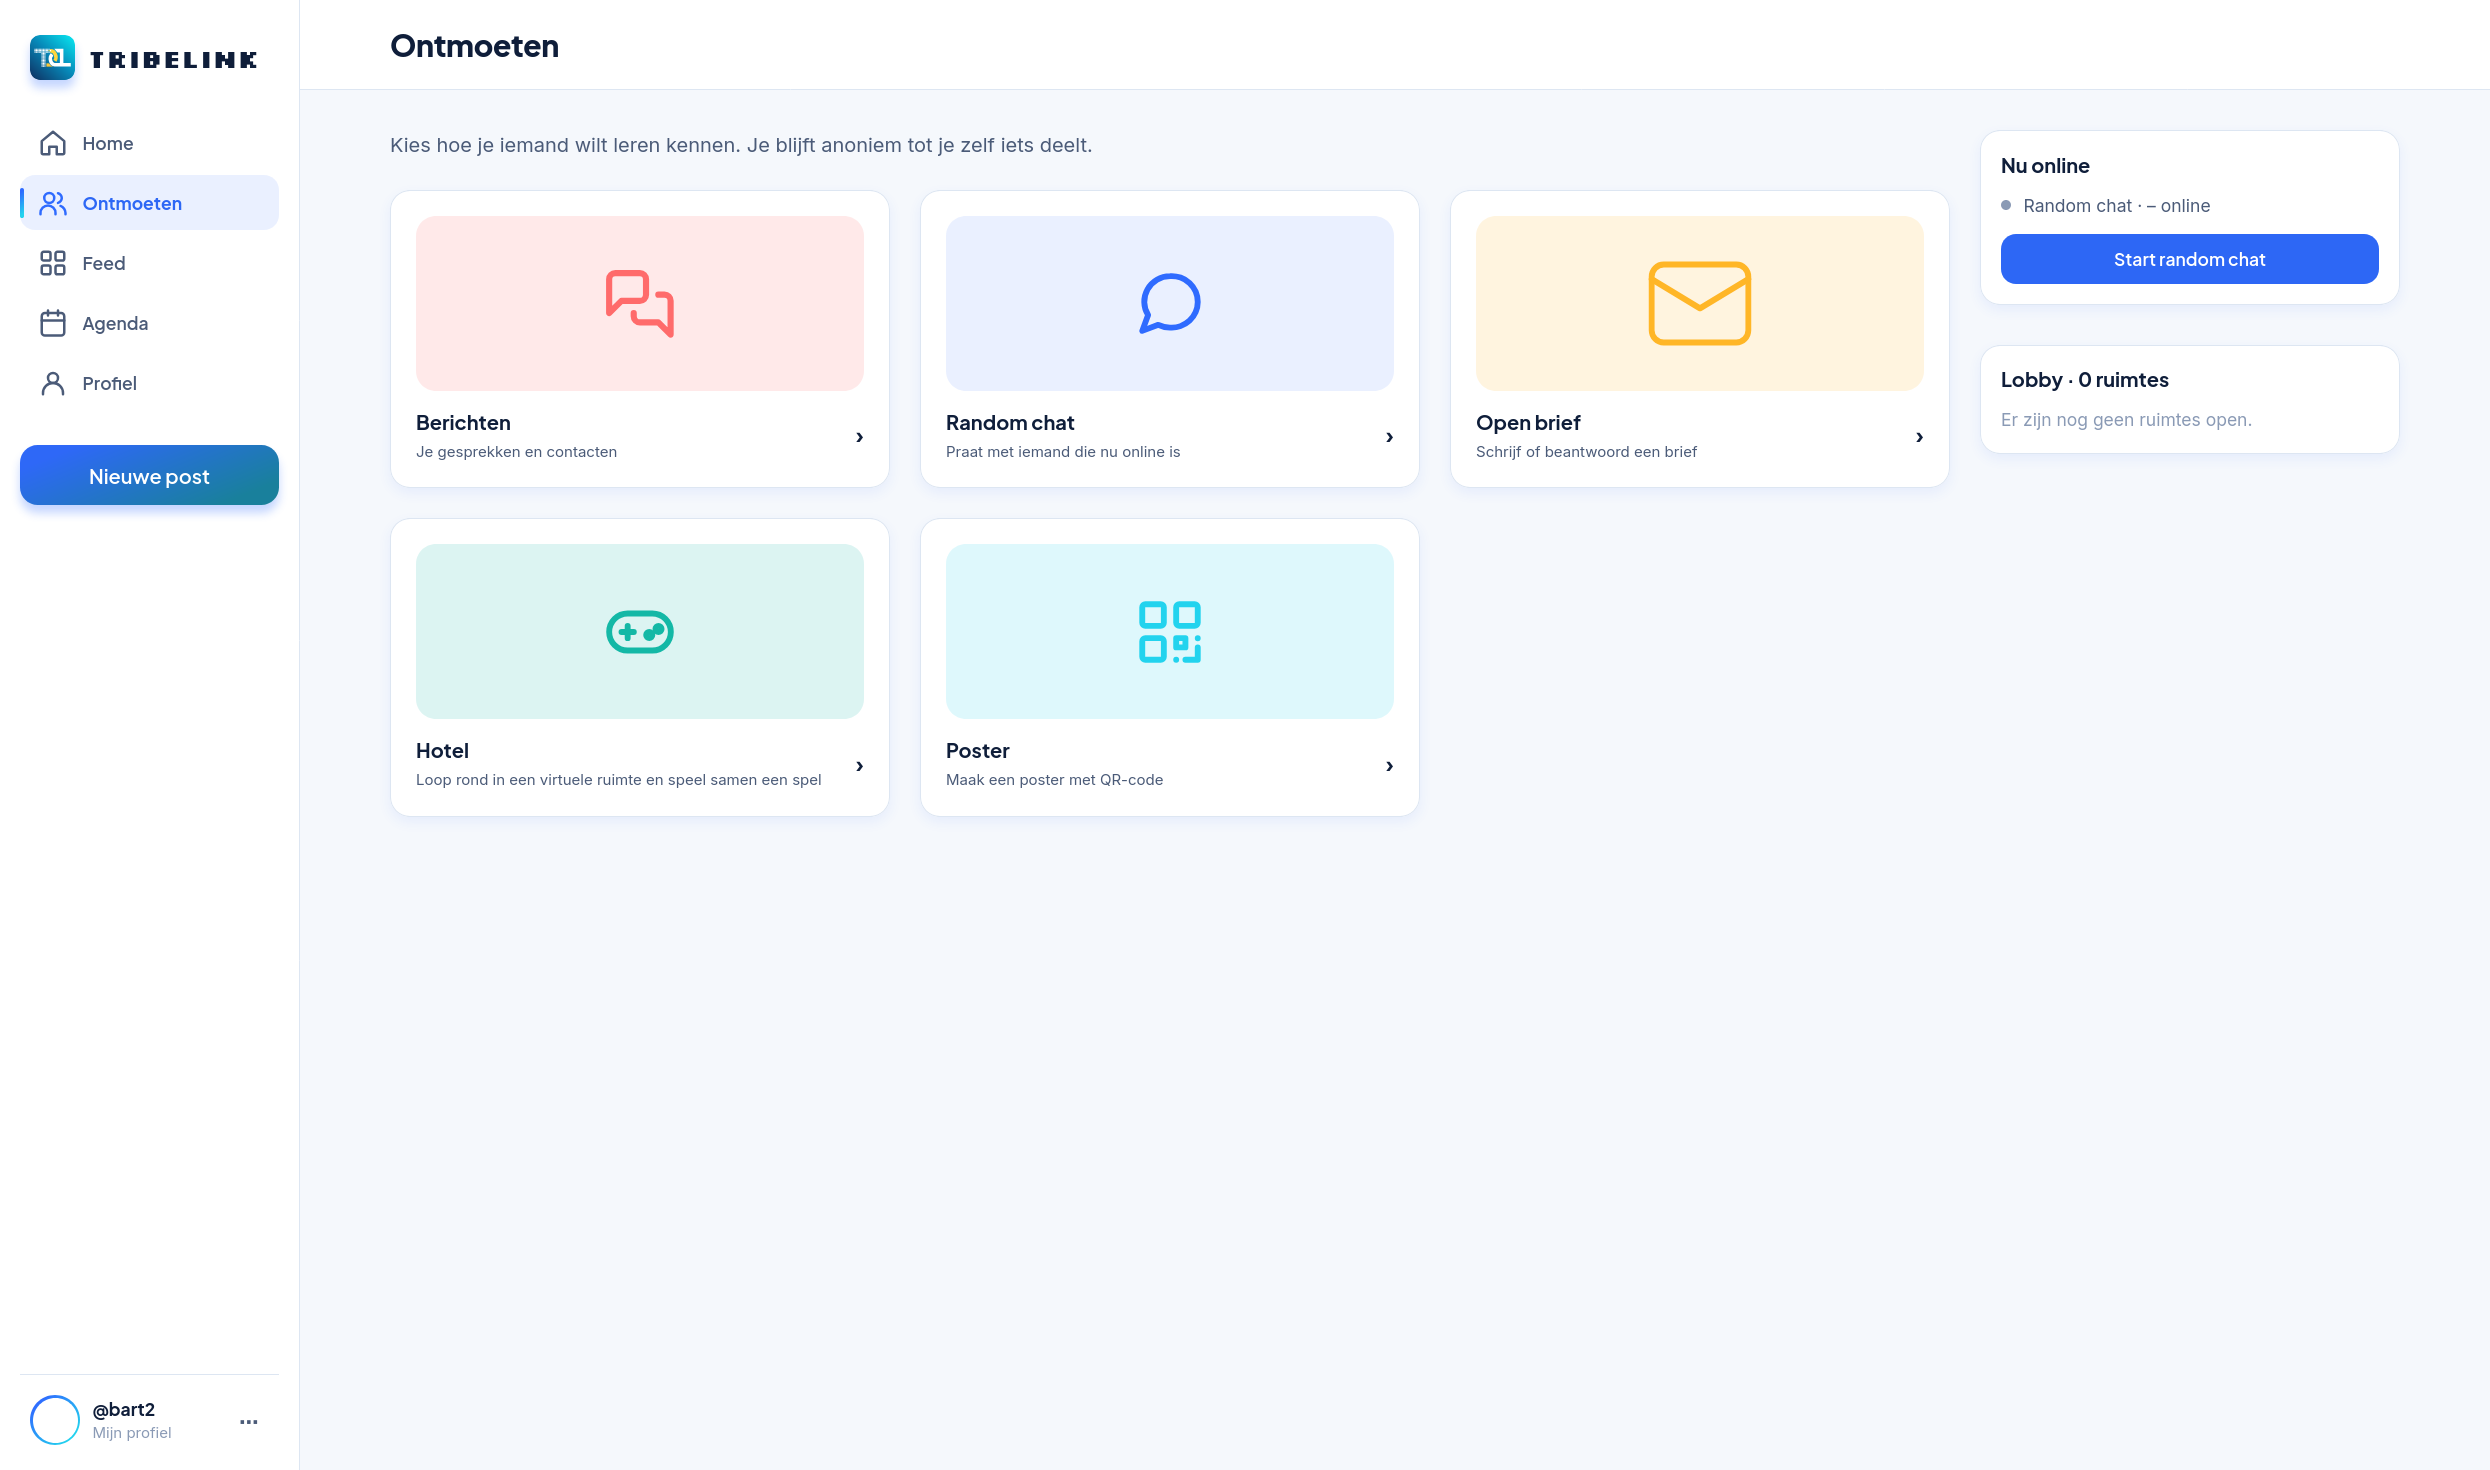 TRIBELINK
Home
Ontmoeten
Feed
Agenda
Profiel
Nieuwe post
@bart2
Mijn profiel
...
Ontmoeten
Kies hoe je iemand wilt leren kennen. Je blijft anoniem tot je zelf iets deelt.
Berichten
Je gesprekken en contacten
›
Random chat
Praat met iemand die nu online is
›
Open brief
Schrijf of beantwoord een brief
›
Hotel
Loop rond in een virtuele ruimte en speel samen een spel
›
Poster
Maak een poster met QR-code
›
Nu online
Random chat · – online
Start random chat
Lobby · 0 ruimtes
Er zijn nog geen ruimtes open.